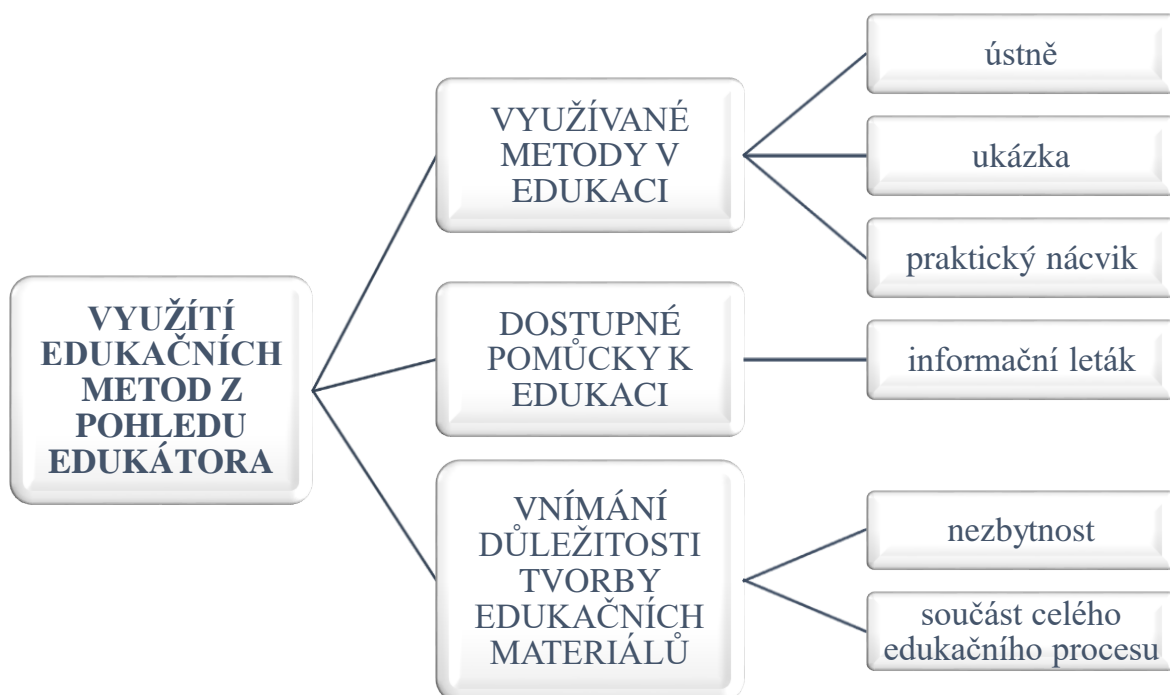 VYUŽÍTÍ
EDUKAČNÍCH
METOD Z
POHLEDU
EDUKÁTORA
VYUŽÍVANÉ
METODY V
EDUKACI
ústně
ukázka
praktický nácvik
DOSTUPNÉ
POMŮCKY K
EDUKACI
informační leták
VNÍMÁNÍ
DŮLEŽITOSTI
TVORBY
EDUKAČNÍCH
MATERIÁLŮ
nezbytnost
součást celého
edukačního procesu